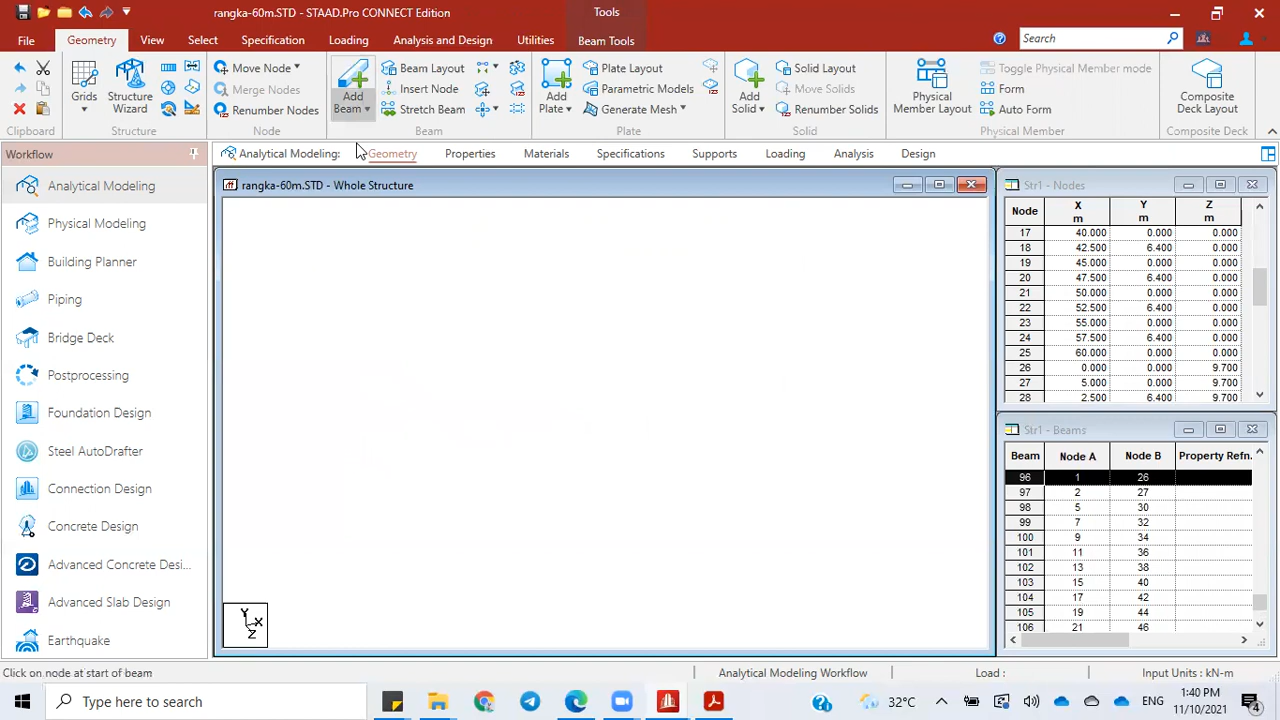 rangka-60m.STD - STAAD.Pro CONNECT Edition
Tools
File
Geometry
View
Select
Specification
Loading
Analysis and Design
Utilities
Beam Tools
Search
Grids
Structure Wizard
Move Node
Merge Nodes
Renumber Nodes
Add Beam
Beam Layout
Insert Node
Stretch Beam
Add Plate
Plate Layout
Parametric Models
Generate Mesh
Add Solid
Solid Layout
Move Solids
Renumber Solids
Physical Member Layout
Toggle Physical Member mode
Form
Auto Form
Composite Deck Layout
Clipboard
Structure
Node
Beam
Plate
Solid
Physical Member
Composite Deck
Workflow
Analytical Modeling:
Geometry
Properties
Materials
Specifications
Supports
Loading
Analysis
Design
Analytical Modeling
Physical Modeling
Building Planner
Piping
Bridge Deck
Postprocessing
Foundation Design
Steel AutoDrafter
Connection Design
Concrete Design
Advanced Concrete Desi...
Advanced Slab Design
Earthquake
rangka-60m.STD - Whole Structure
Y
X
Z
Str1 - Nodes
Node X m Y m Z m
17 40.000 0.000 0.000
18 42.500 6.400 0.000
19 45.000 0.000 0.000
20 47.500 6.400 0.000
21 50.000 0.000 0.000
22 52.500 6.400 0.000
23 55.000 0.000 0.000
24 57.500 6.400 0.000
25 60.000 0.000 0.000
26 0.000 0.000 9.700
27 5.000 0.000 9.700
28 2.500 6.400 9.700
Str1 - Beams
Beam Node A Node B Property Refn.
96 1 26
97 2 27
98 5 30
99 7 32
100 9 34
101 11 36
102 13 38
103 15 40
104 17 42
105 19 44
106 21 46
Click on node at start of beam
Analytical Modeling Workflow
Load :
Input Units : kN-m
Type here to search
32°C
ENG
1:40 PM
11/10/2021
4